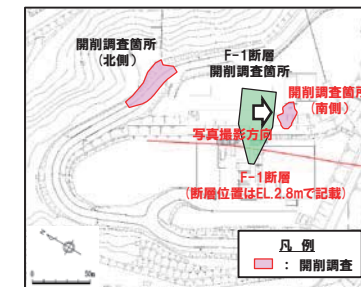 開削調査箇所
(北側)
F-1断層
開削調査箇所
開削調査箇所
(南側)
写真撮影方向
F-1断層
(断層位置はEL.2.8mで記載)
0
50m
凡 例
: 開削調査